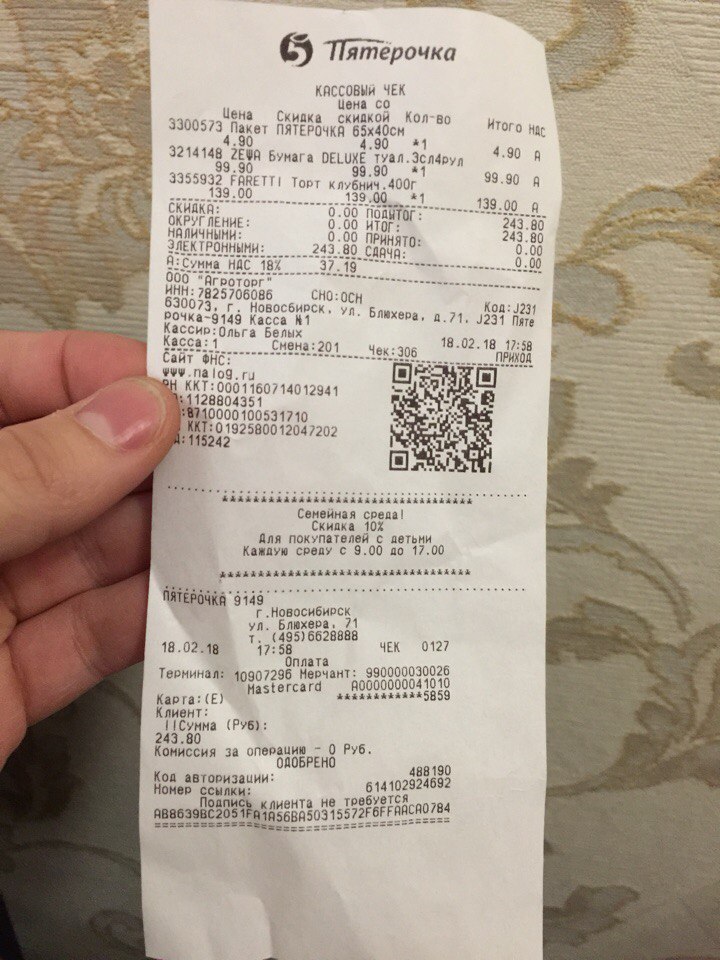 5 Пятёрочка
КАССОВЫЙ ЧЕК
Цена со
Цена Скидка скидкой Кол-во Итого НДС
3300573 Пакет ПЯТЕРОЧКА 65х40см
4.90 4.90 *1 4.90 А
3214148 ZEWA Бумага DELUXE туал.3сл4рул
99.90 99.90 *1 99.90 А
3355932 FARETTI Торт клубнич.400г
139.00 139.00 *1 139.00 А
СКИДКА: 0.00 ПОДИТОГ: 243.80
ОКРУГЛЕНИЕ: 0.00 ИТОГ: 243.80
НАЛИЧНЫМИ: 0.00 ПРИНЯТО: 0.00
ЭЛЕКТРОННЫМИ: 243.80 СДАЧА: 0.00
А:Сумма НДС 18% 37.19
ООО "Агроторг"
ИНН:7825706086 СНО:ОСН Код:J231
630073, г. Новосибирск, ул. Блюхера, д.71, J231 Пяте
рочка-9149 Касса №1
Кассир:Ольга Белых 18.02.18 17:58
Касса:1 Смена:201 Чек:306 ПРИХОД
Сайт ФНС:
www.nalog.ru
РН ККТ:0001160714012941
:1128804351
:8710000100531710
ККТ:0192580012047202
:115242
*************************************
Семейная среда!
Скидка 10%
Для покупателей с детьми
Каждую среду с 9.00 до 17.00
*************************************
ПЯТЕРОЧКА 9149
г.Новосибирск
ул. Блюхера, 71
т. (495)6628888
18.02.18 17:58 ЧЕК 0127
Оплата
Терминал: 10907296 Мерчант: 990000030026
Mastercard A0000000041010
Карта:(E) ************5859
Клиент:
Сумма (Руб):
243.80
Комиссия за операцию - 0 Руб.
ОДОБРЕНО
Код авторизации: 488190
Номер ссылки: 614102924692
Подпись клиента не требуется
AB8639BC2051FA1A56BA50315572F6FFAACA0784